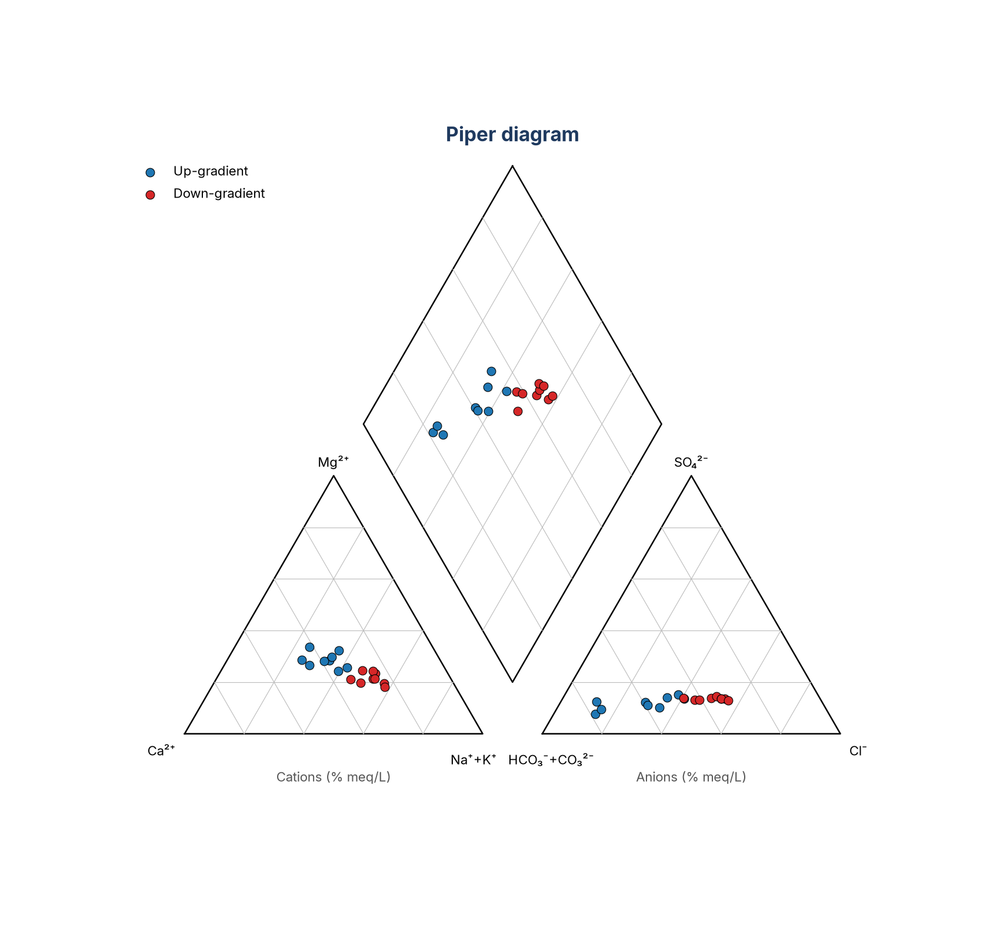 Piper diagram
Up-gradient
Down-gradient
Mg²⁺
SO₄²⁻
Ca²⁺
Na⁺+K⁺
HCO₃⁻+CO₃²⁻
Cl⁻
Cations (% meq/L)
Anions (% meq/L)